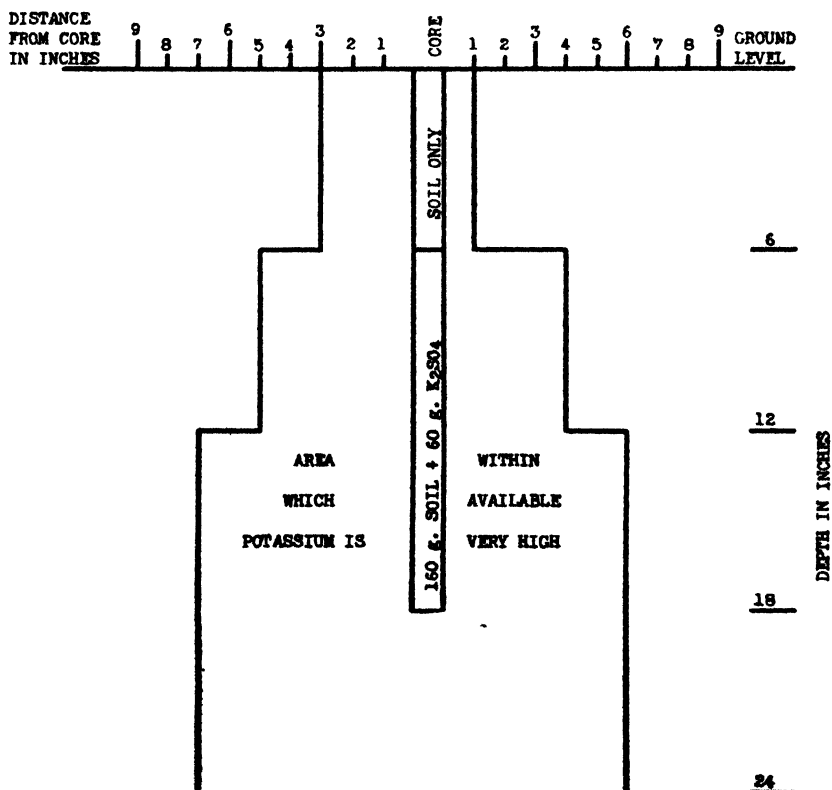 DISTANCE
FROM CORE
IN INCHES
9 8 7 6 5 4 3 2 1
CORE
1 2 3 4 5 6 7 8 9
GROUND
LEVEL
SOIL ONLY
6
160 g. SOIL + 60 g. K2SO4
12
AREA WITHIN
WHICH AVAILABLE
POTASSIUM IS VERY HIGH
DEPTH IN INCHES
18
24